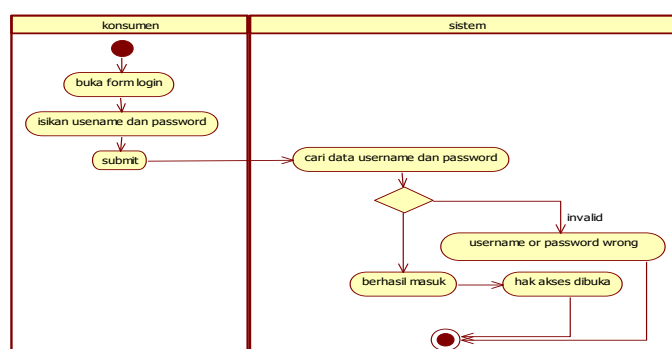 konsumen
sistem
buka form login
isikan usename dan password
submit
cari data username dan password
invalid
username or password wrong
berhasil masuk
hak akses dibuka